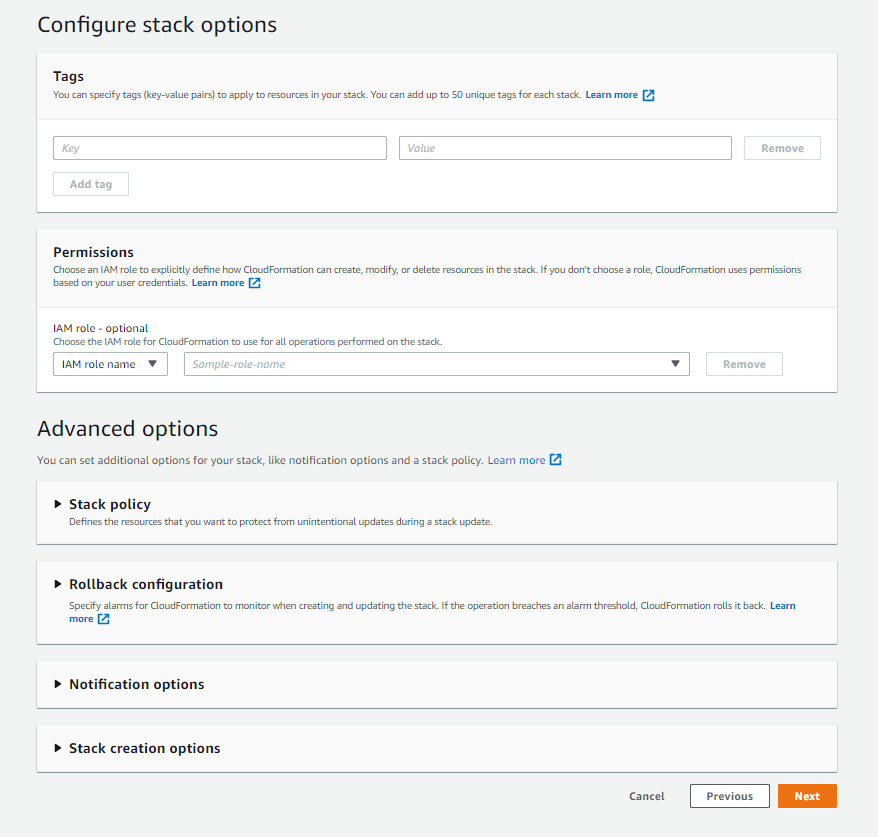 Configure stack options
Tags
You can specify tags (key-value pairs) to apply to resources in your stack. You can add up to 50 unique tags for each stack. Learn more
Key
Value
Remove
Add tag
Permissions
Choose an IAM role to explicitly define how CloudFormation can create, modify, or delete resources in the stack. If you don't choose a role, CloudFormation uses permissions
based on your user credentials. Learn more
IAM role - optional
Choose the IAM role for CloudFormation to use for all operations performed on the stack.
IAM role name
Sample-role-name
Remove
Advanced options
You can set additional options for your stack, like notification options and a stack policy. Learn more
Stack policy
Defines the resources that you want to protect from unintentional updates during a stack update.
Rollback configuration
Specify alarms for CloudFormation to monitor when creating and updating the stack. If the operation breaches an alarm threshold, CloudFormation rolls it back. Learn
more
Notification options
Stack creation options
Cancel
Previous
Next